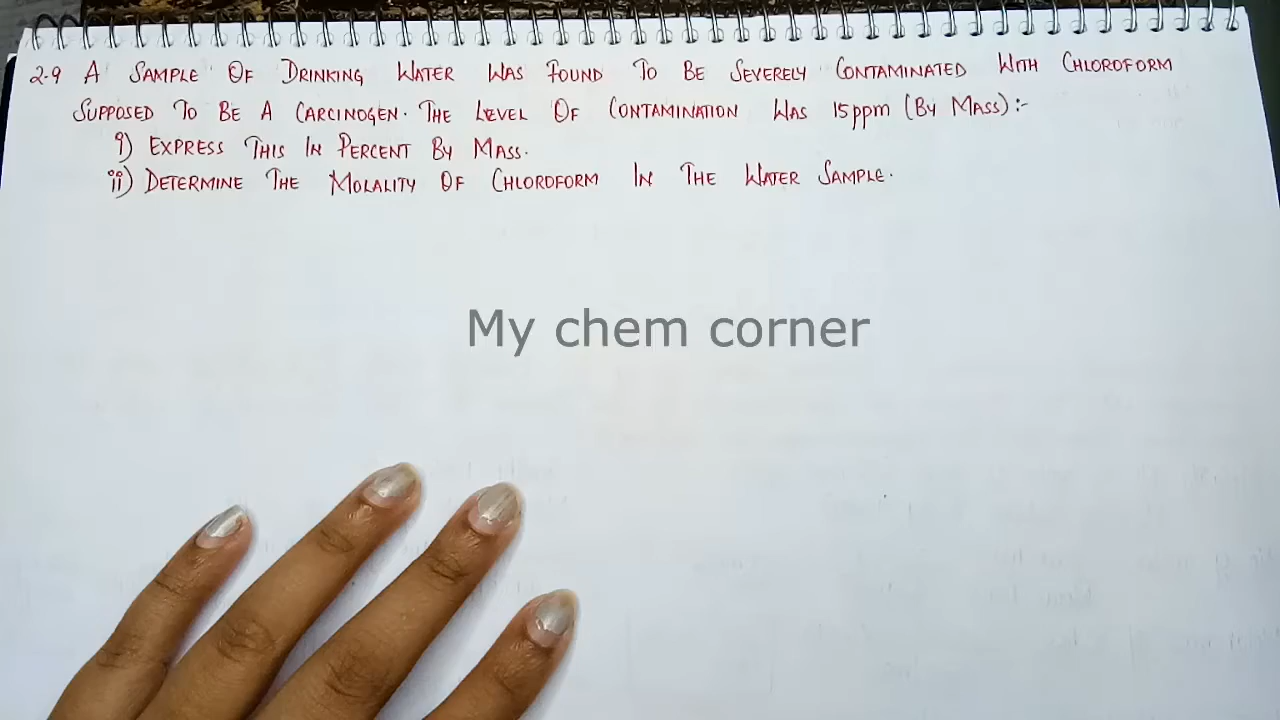 2.9 A SAMPLE OF DRINKING WATER WAS FOUND TO BE SEVERELY CONTAMINATED WITH CHLOROFORM
SUPPOSED TO BE A CARCINOGEN. THE LEVEL OF CONTAMINATION WAS 15ppm (BY MASS):-
i) EXPRESS THIS IN PERCENT BY MASS.
ii) DETERMINE THE MOLALITY OF CHLOROFORM IN THE WATER SAMPLE.
My chem corner